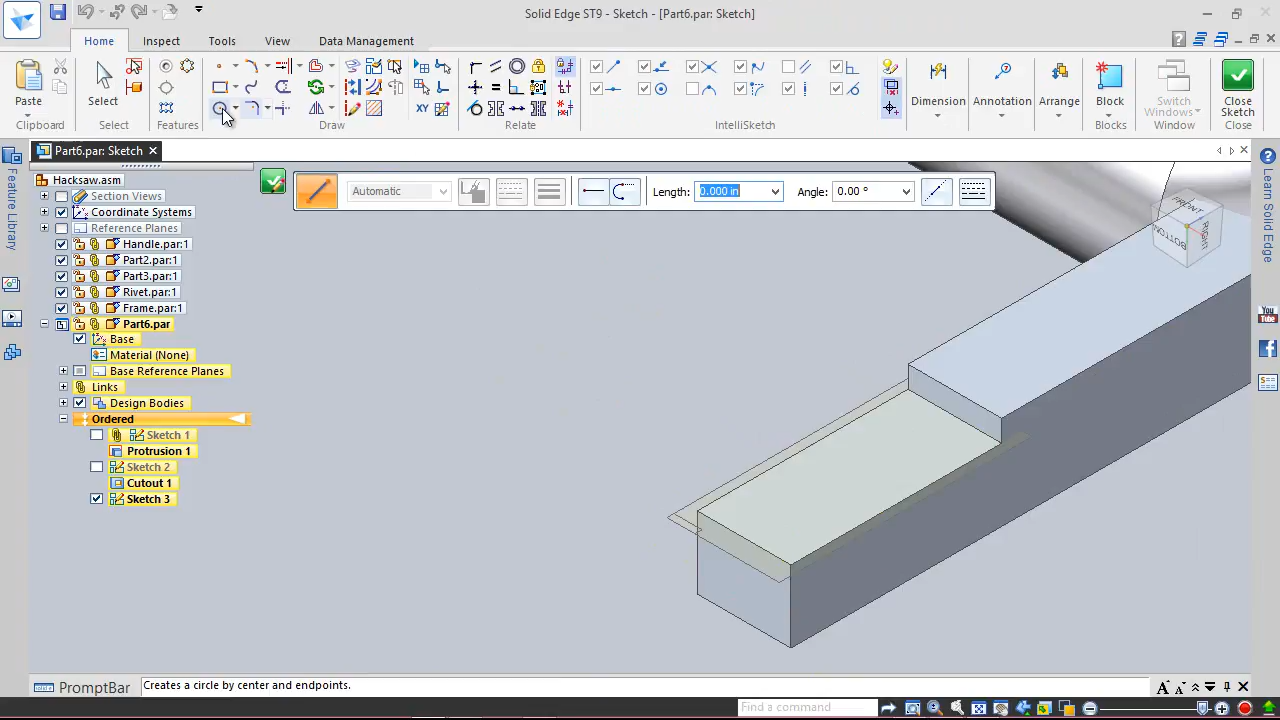 Solid Edge ST9 - Sketch - [Part6.par: Sketch]
Home
Inspect
Tools
View
Data Management
Paste
Select
Dimension
Annotation
Arrange
Block
Switch Windows
Close Sketch
Clipboard
Select
Features
Draw
Relate
IntelliSketch
Blocks
Window
Close
Part6.par: Sketch
Hacksaw.asm
Section Views
Coordinate Systems
Reference Planes
Handle.par:1
Part2.par:1
Part3.par:1
Rivet.par:1
Frame.par:1
Part6.par
Base
Material (None)
Base Reference Planes
Links
Design Bodies
Ordered
Sketch 1
Protrusion 1
Sketch 2
Cutout 1
Sketch 3
Automatic
Length:
0.000 in
Angle:
0.00 °
Feature Library
Learn Solid Edge
You Tube
FRONT
BOTTOM
PromptBar
Creates a circle by center and endpoints.
Find a command